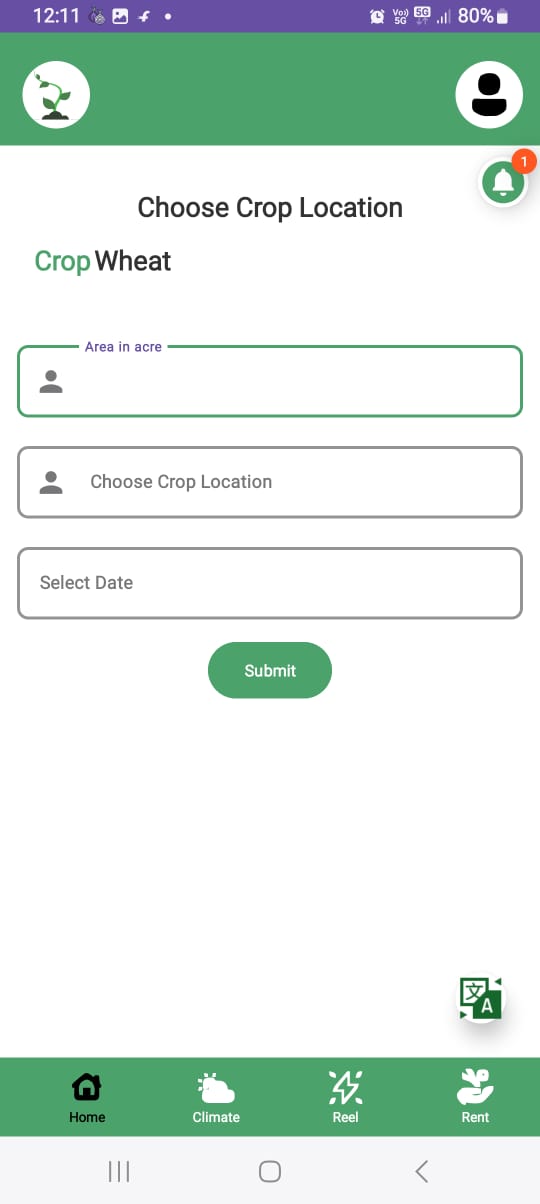 12:11 Vo)) 5G 5G 80%
1
Choose Crop Location
Crop Wheat
Area in acre
Choose Crop Location
Select Date
Submit
文 A
Home Climate Reel Rent